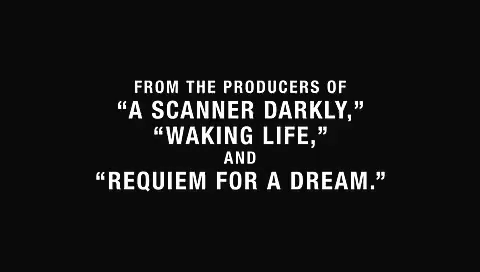 FROM THE PRODUCERS OF
“A SCANNER DARKLY,”
“WAKING LIFE,”
AND
“REQUIEM FOR A DREAM.”